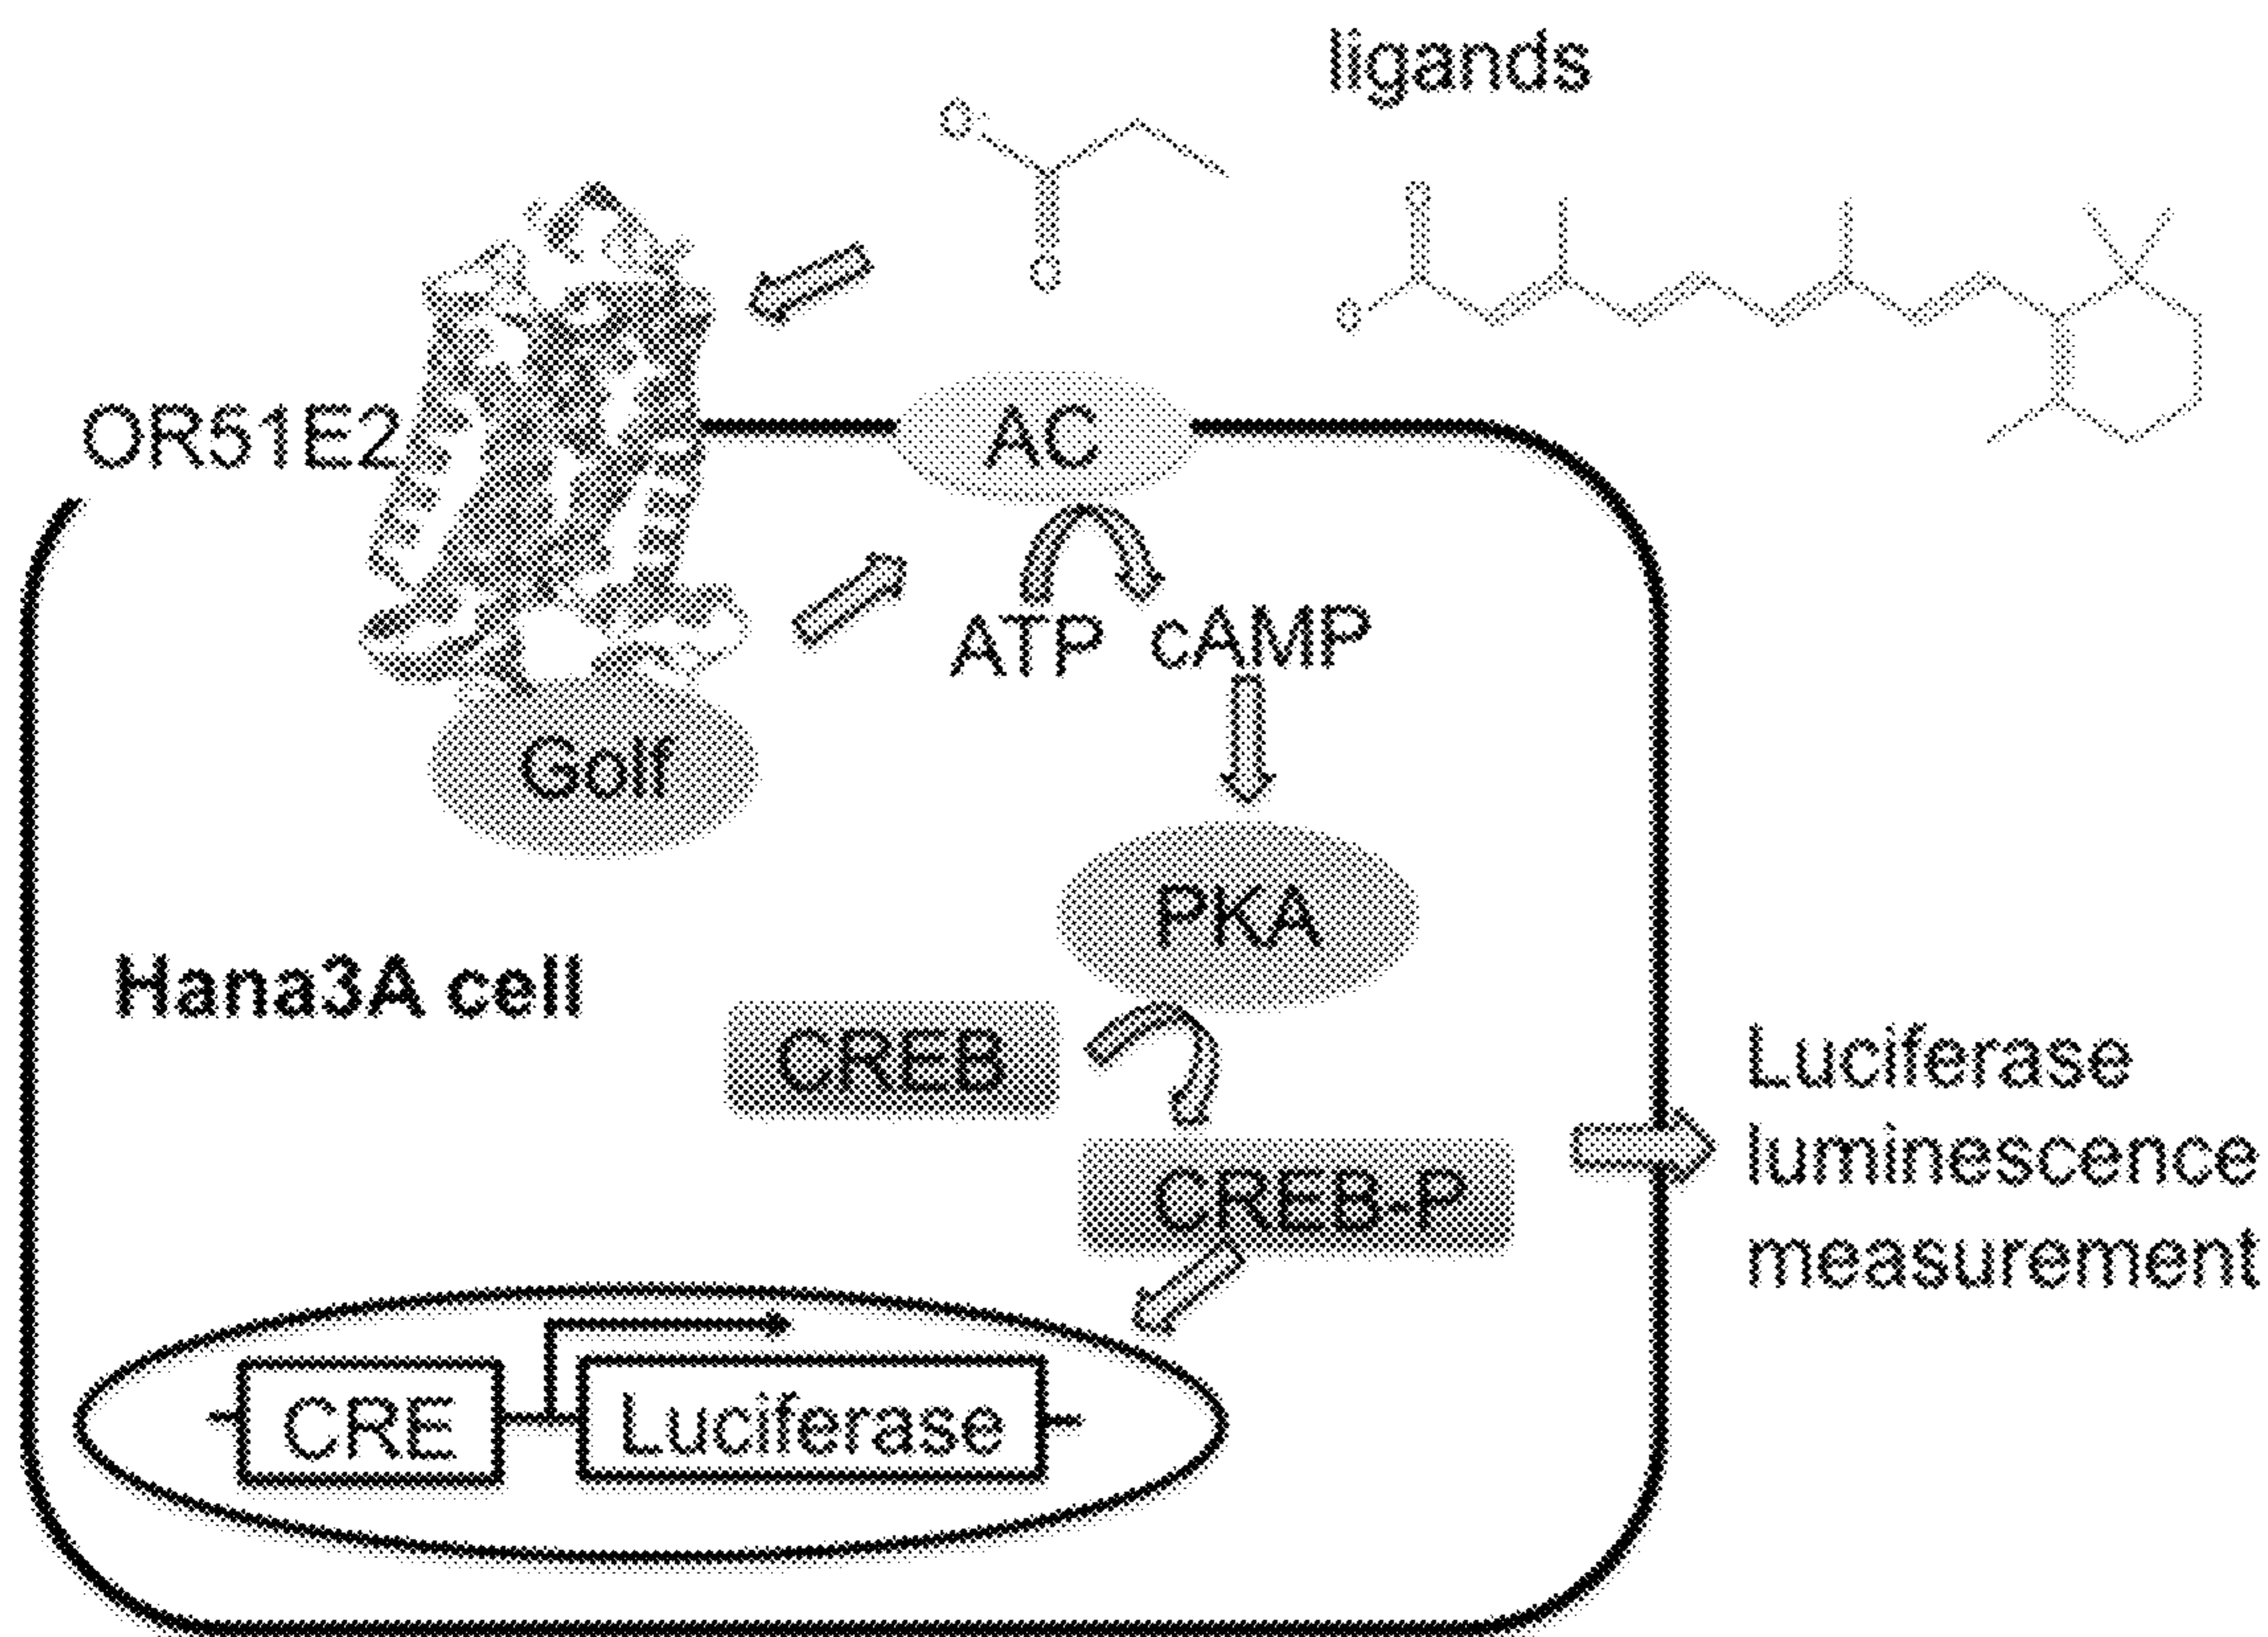 ligands
O
O
O
O
OR51E2
AC
ATP cAMP
Golf
PKA
Hana3A cell
CREB
CREB-P
Luciferase
luminescence
measurement
CRE
Luciferase